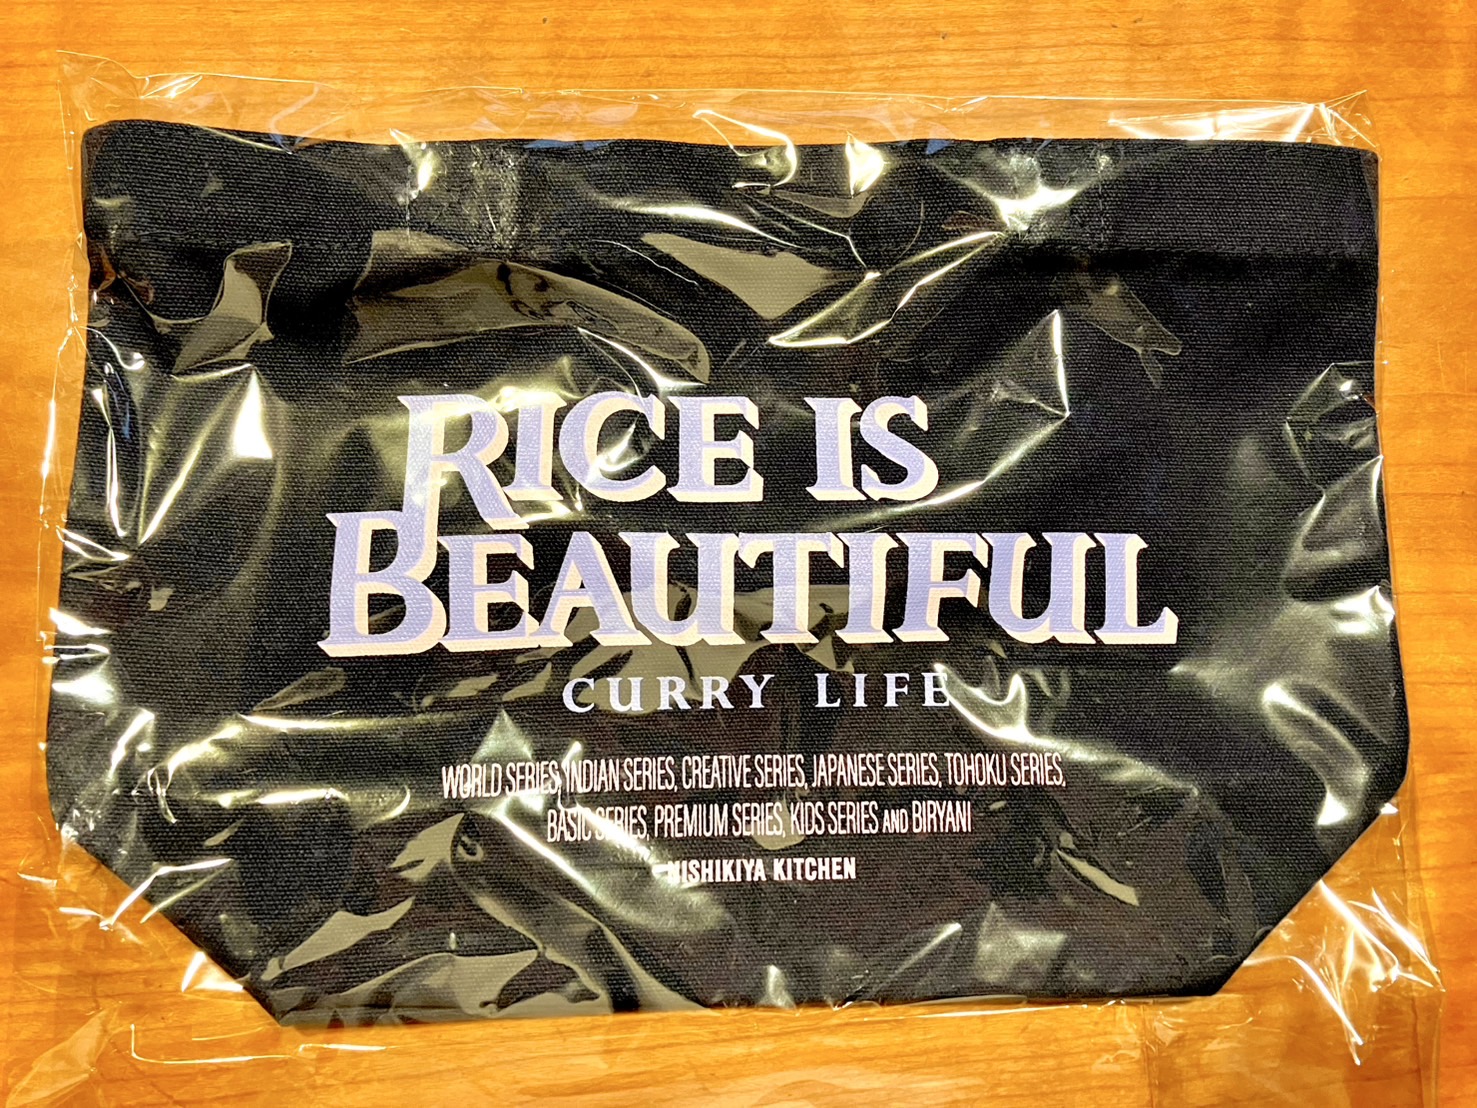 RICE IS
BEAUTIFUL
CURRY LIFE
WORLD SERIES, INDIAN SERIES, CREATIVE SERIES, JAPANESE SERIES, TOHOKU SERIES,
BASIC SERIES, PREMIUM SERIES, KIDS SERIES AND BIRYANI
NISHIKIYA KITCHEN